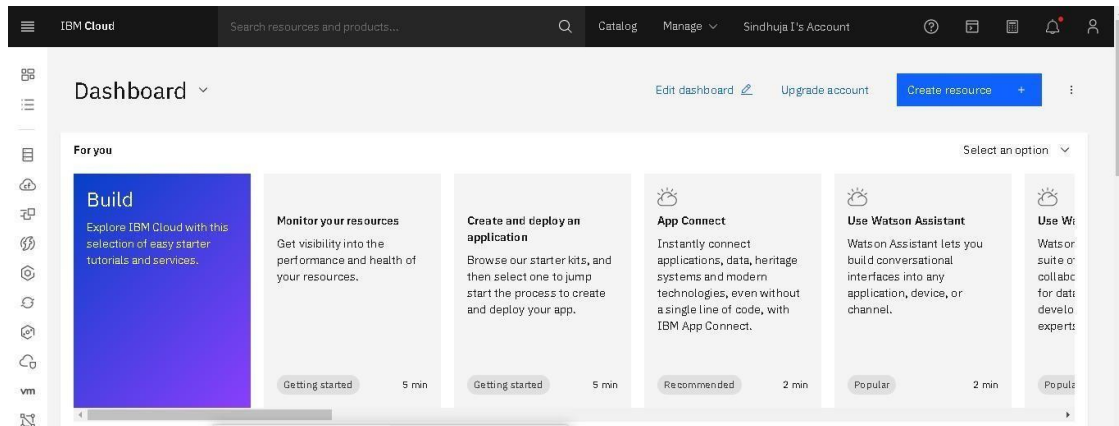 IBM Cloud
Search resources and products...
Catalog
Manage
Sindhuja I's Account
Dashboard
Edit dashboard
Upgrade account
Create resource +
For you
Select an option
Build
Explore IBM Cloud with this
selection of easy starter
tutorials and services.
Monitor your resources
Get visibility into the
performance and health of
your resources.
Getting started
5 min
Create and deploy an
application
Browse our starter kits, and
then select one to jump
start the process to create
and deploy your app.
Getting started
5 min
App Connect
Instantly connect
applications, data, heritage
systems and modern
technologies, even without
a single line of code, with
IBM App Connect.
Recommended
2 min
Use Watson Assistant
Watson Assistant lets you
build conversational
interfaces into any
application, device, or
channel.
Popular
2 min
Use
suite
for
vm